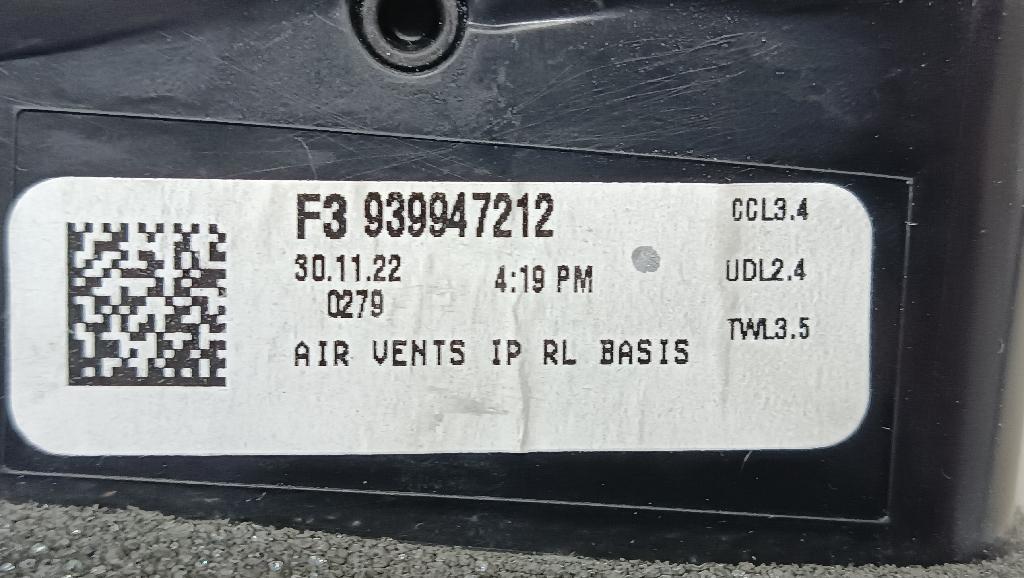 F3 939947212
CCL3.4
30.11.22 4:19 PM
UDL2.4
0279
TWL3.5
AIR VENTS IP RL BASIS